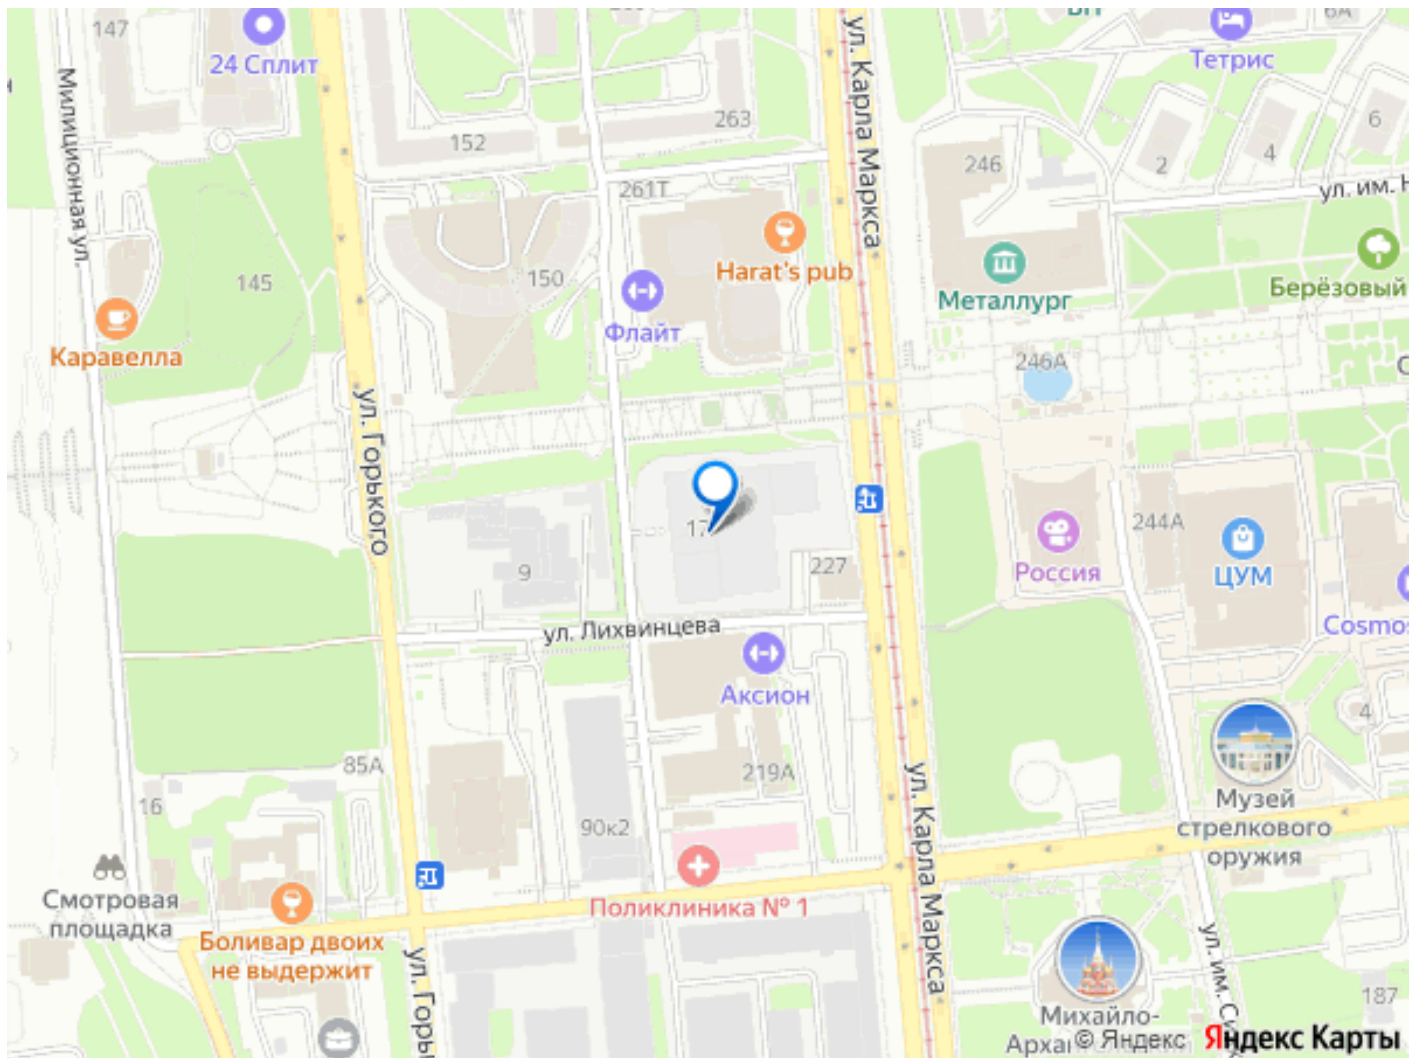 147
24 Сплит
Тетрис
6А
Милиционная ул.
ул. Карла Маркса
152
263
246
2
4
6
261Т
ул. им. Н
145
150
Harat's pub
Металлург
Берёзовый
Флайт
Каравелла
246А
ул. Горького
17
244А
9
227
Россия
ЦУМ
ул. Лихвинцева
Cosmos
Аксион
4
85А
219А
16
90к2
ул. Карла Маркса
Музей
стрелкового
оружия
Смотровая
площадка
Поликлиника № 1
Боливар двоих
не выдержит
ул. Горь
ул. им. Си
187
Михайло-
© Яндекс
Яндекс Карты